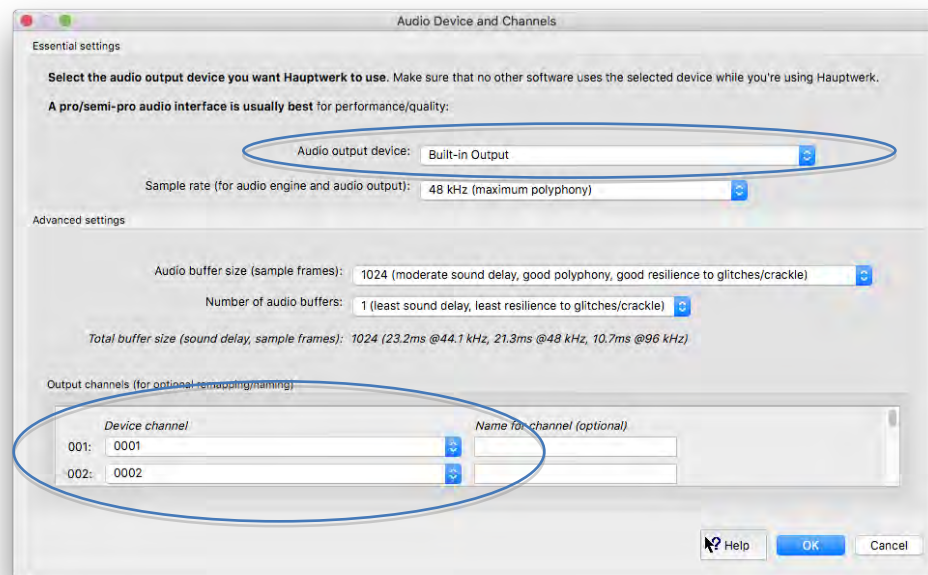 Audio Device and Channels
Essential settings
Select the audio output device you want Hauptwerk to use. Make sure that no other software uses the selected device while you're using Hauptwerk.
A pro/semi-pro audio interface is usually best for performance/quality:
Audio output device: Built-in Output
Sample rate (for audio engine and audio output): 48 kHz (maximum polyphony)
Advanced settings
Audio buffer size (sample frames): 1024 (moderate sound delay, good polyphony, good resilience to glitches/crackle)
Number of audio buffers: 1 (least sound delay, least resilience to glitches/crackle)
Total buffer size (sound delay, sample frames): 1024 (23.2ms @44.1 kHz, 21.3ms @48 kHz, 10.7ms @96 kHz)
Output channels (for optional remapping/naming)
Device channel Name for channel (optional)
001: 0001
002: 0002
? Help OK Cancel